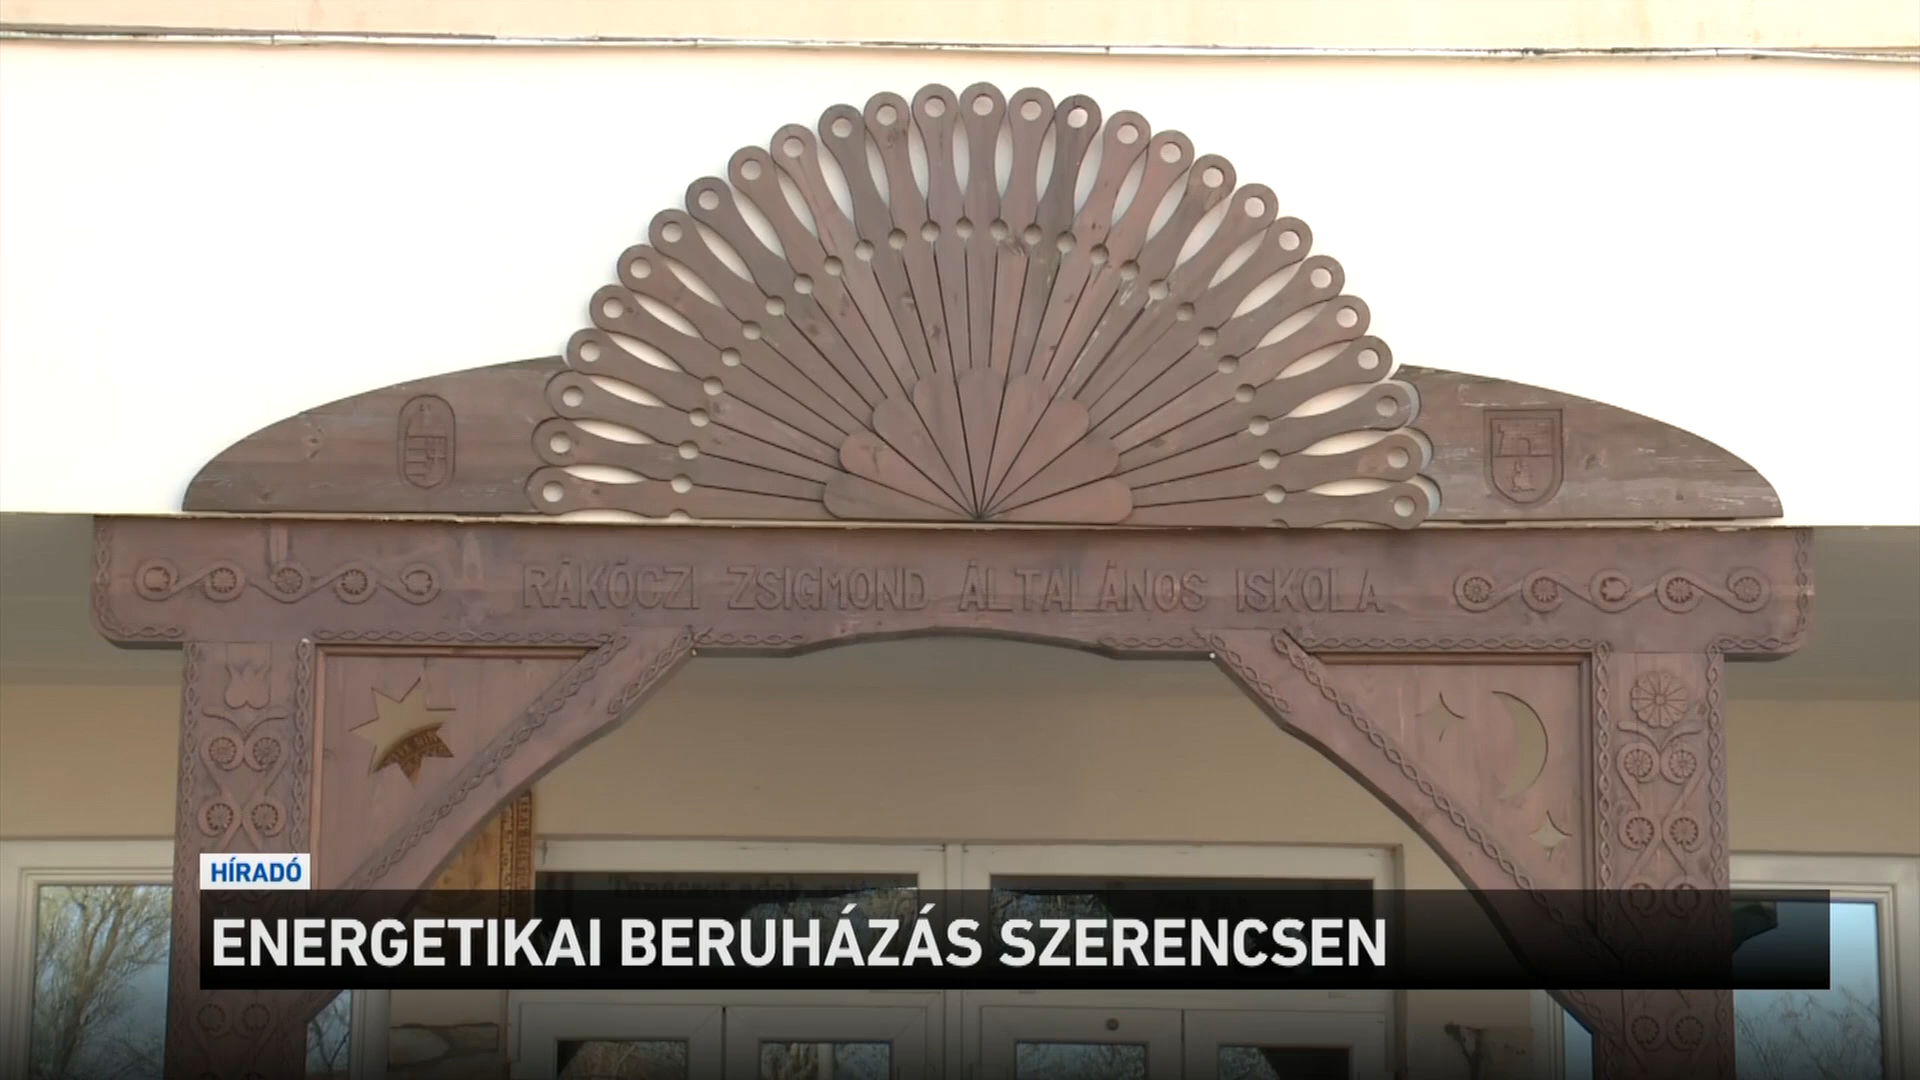 RÁKÓCZI ZSIGMOND ÁLTALÁNOS ISKOLA
HÍRADÓ
ENERGETIKAI BERUHÁZÁS SZERENCSEN